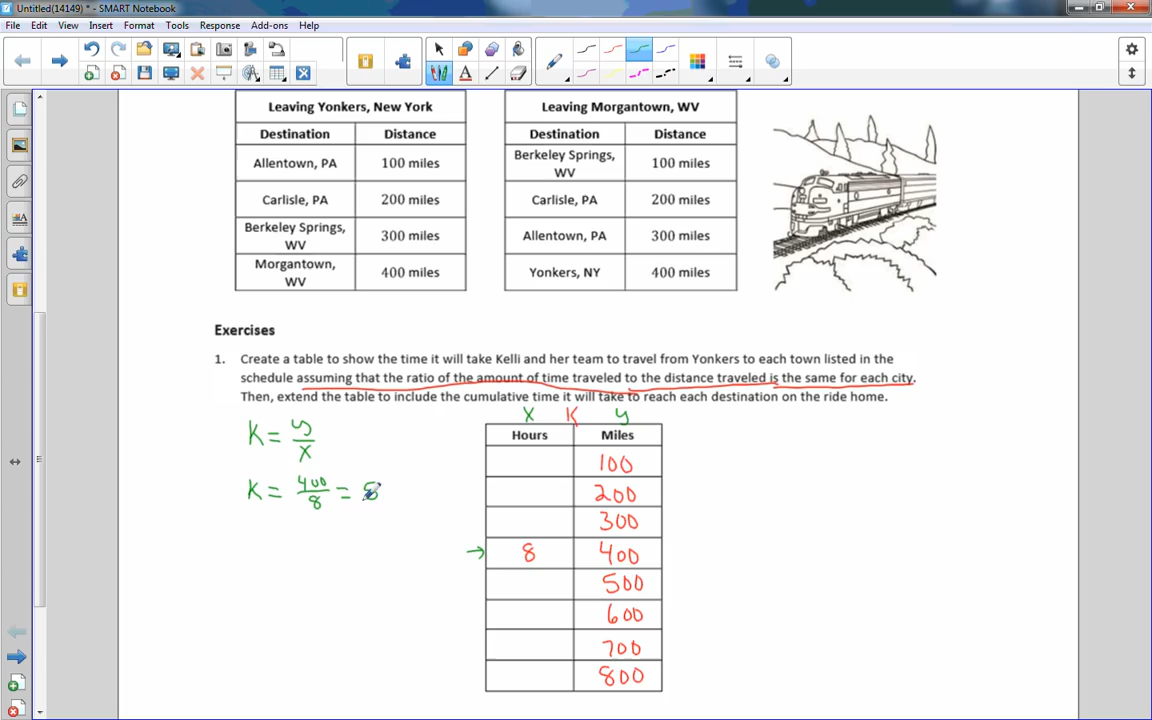 Untitled(14149) * - SMART Notebook
File Edit View Insert Format Tools Response Add-ons Help
Leaving Yonkers, New York
Destination Distance
Allentown, PA 100 miles
Carlisle, PA 200 miles
Berkeley Springs, WV 300 miles
Morgantown, WV 400 miles
Leaving Morgantown, WV
Destination Distance
Berkeley Springs, WV 100 miles
Carlisle, PA 200 miles
Allentown, PA 300 miles
Yonkers, NY 400 miles
Exercises
1. Create a table to show the time it will take Kelli and her team to travel from Yonkers to each town listed in the
schedule assuming that the ratio of the amount of time traveled to the distance traveled is the same for each city.
Then, extend the table to include the cumulative time it will take to reach each destination on the ride home.
K = y/x
K = 400/8 =
x K y
Hours Miles
100
200
300
→ 8 400
500
600
700
800